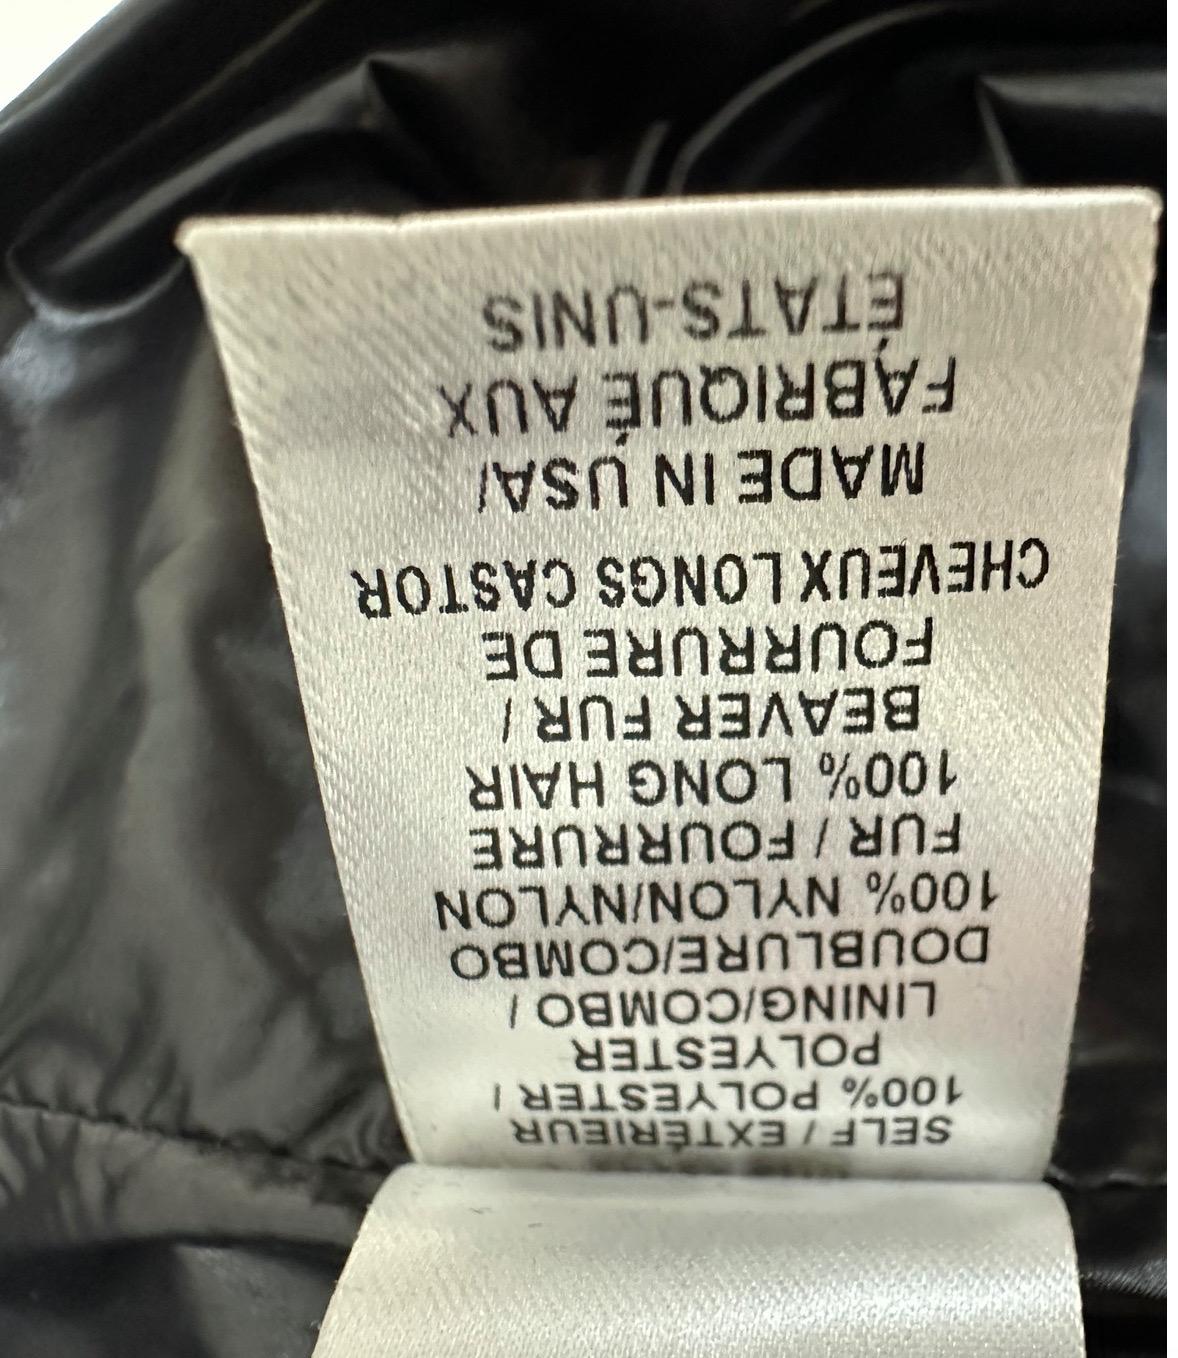 SELF / EXTÉRIEUR
100% POLYESTER /
POLYESTER
LINING/COMBO /
DOUBLURE/COMBO
100% NYLON/NYLON
FUR / FOURRURE
100% LONG HAIR
BEAVER FUR /
FOURRURE DE
CHEVEUX LONGS CASTOR
MADE IN USA/
FABRIQUÉ AUX
ÉTATS-UNIS